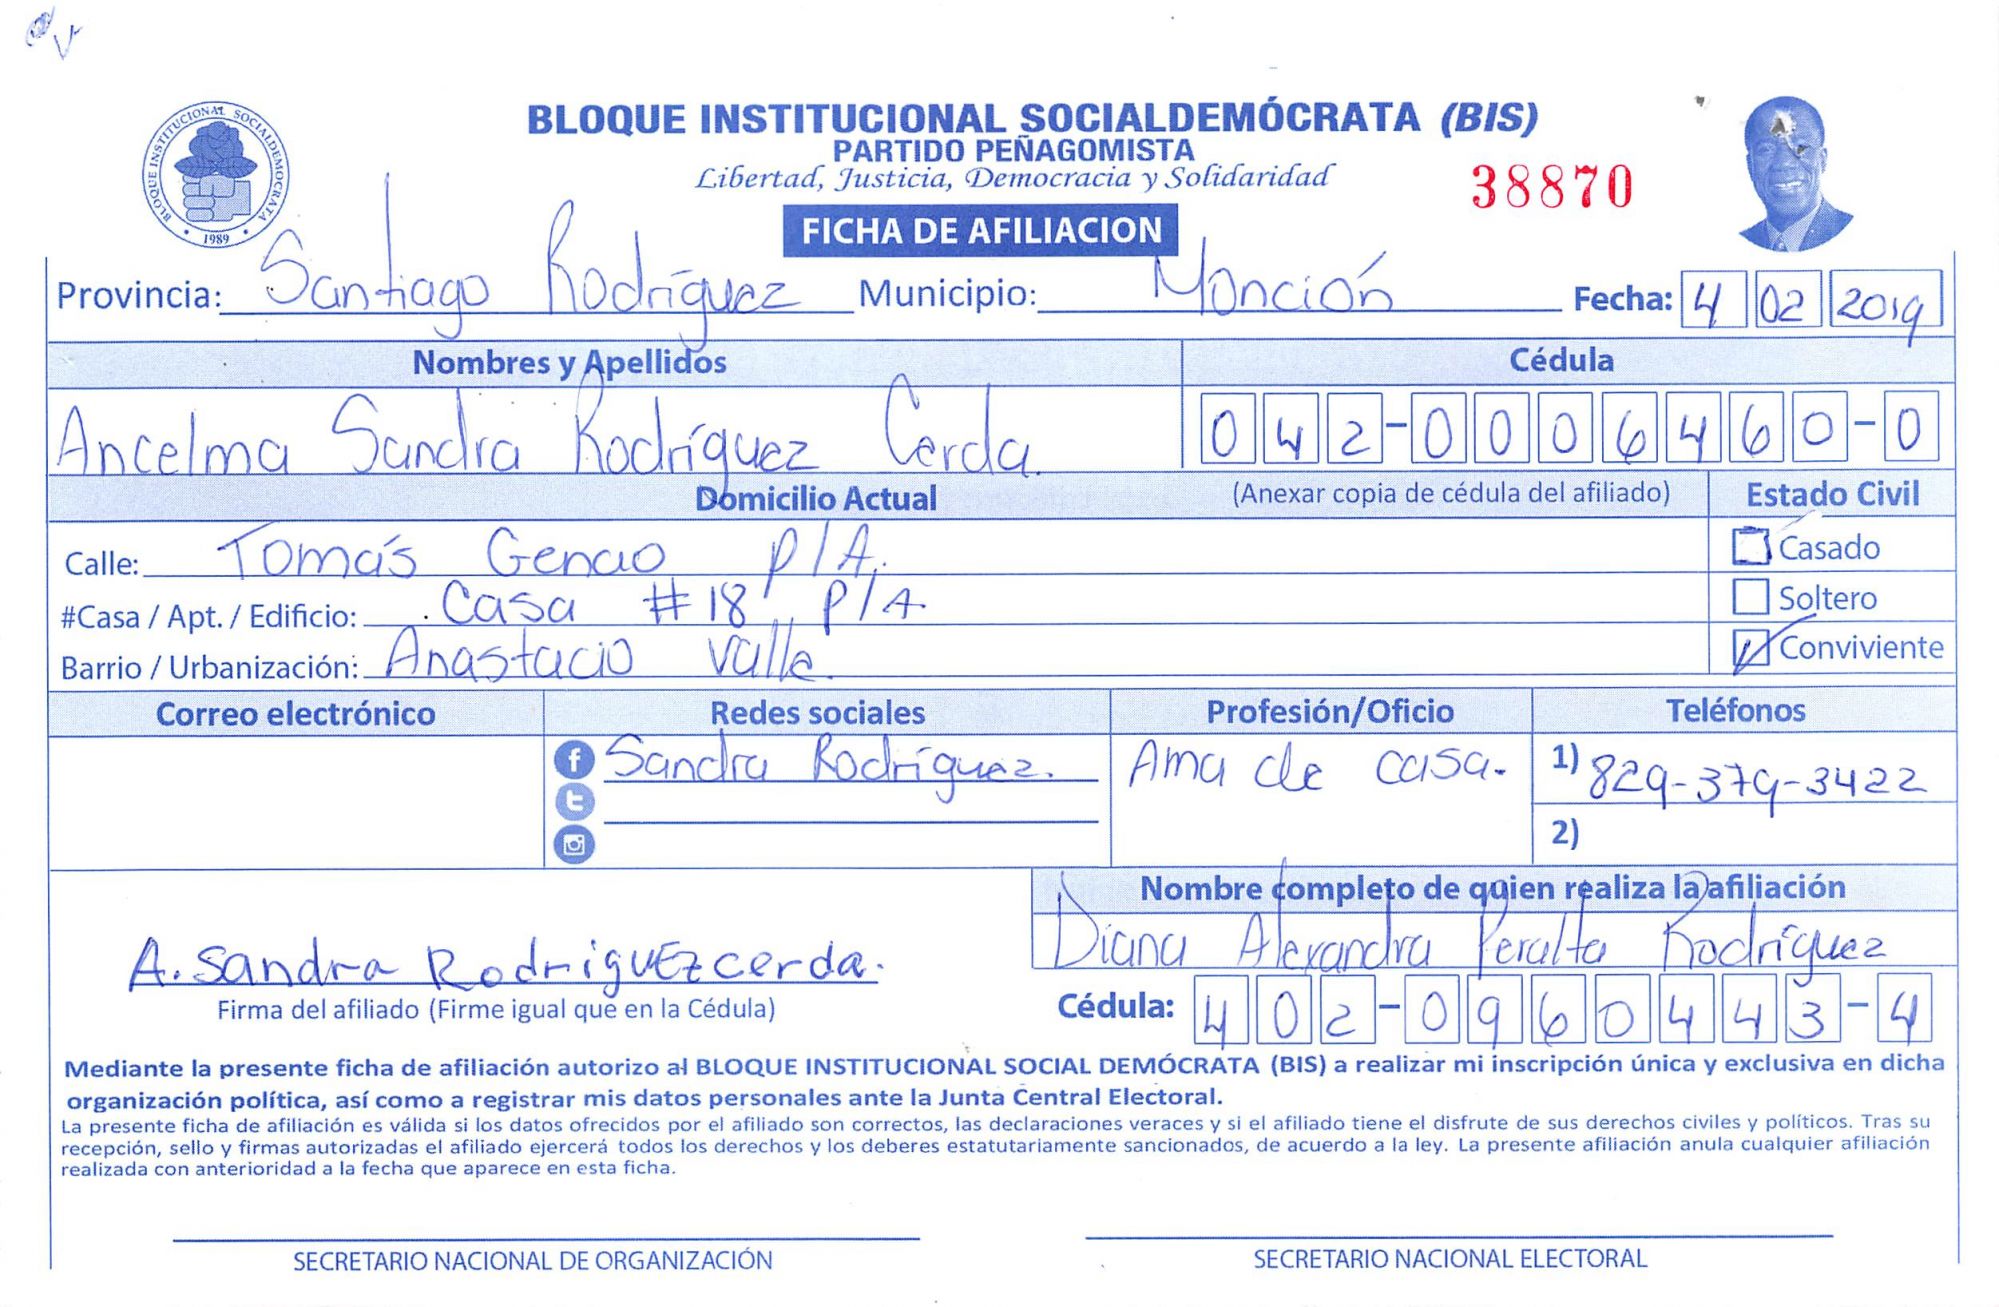 BLOQUE INSTITUCIONAL SOCIALDEMÓCRATA (BIS)
PARTIDO PEÑAGOMISTA
Libertad, Justicia, Democracia y Solidaridad
38870
BLOQUE INSTITUCIONAL SOCIALDEMOCRATA
1989
FICHA DE AFILIACION
Provincia: Santiago Rodríguez Municipio: Monción Fecha: 4 02 2019
Nombres y Apellidos Cédula
Ancelma Sandra Rodríguez Cerda. 042-0006460-0
Domicilio Actual (Anexar copia de cédula del afiliado) Estado Civil
Calle: Tomás Genao P/A. Casado
#Casa / Apt. / Edificio: Casa #18 P/A. Soltero
Barrio / Urbanización: Anastacio Valle. Conviviente
Correo electrónico Redes sociales Profesión/Oficio Teléfonos
Sandra Rodríguez. Ama de casa. 1) 829-379-3422
2)
Nombre completo de quien realiza la afiliación
Diana Alexandra Peralta Rodríguez
A. Sandra Rodriguez cerda.
Firma del afiliado (Firme igual que en la Cédula) Cédula: 402-0960443-4
Mediante la presente ficha de afiliación autorizo al BLOQUE INSTITUCIONAL SOCIAL DEMÓCRATA (BIS) a realizar mi inscripción única y exclusiva en dicha
organización política, así como a registrar mis datos personales ante la Junta Central Electoral.
La presente ficha de afiliación es válida si los datos ofrecidos por el afiliado son correctos, las declaraciones veraces y si el afiliado tiene el disfrute de sus derechos civiles y políticos. Tras su
recepción, sello y firmas autorizadas el afiliado ejercerá todos los derechos y los deberes estatutariamente sancionados, de acuerdo a la ley. La presente afiliación anula cualquier afiliación
realizada con anterioridad a la fecha que aparece en esta ficha.
SECRETARIO NACIONAL DE ORGANIZACIÓN SECRETARIO NACIONAL ELECTORAL